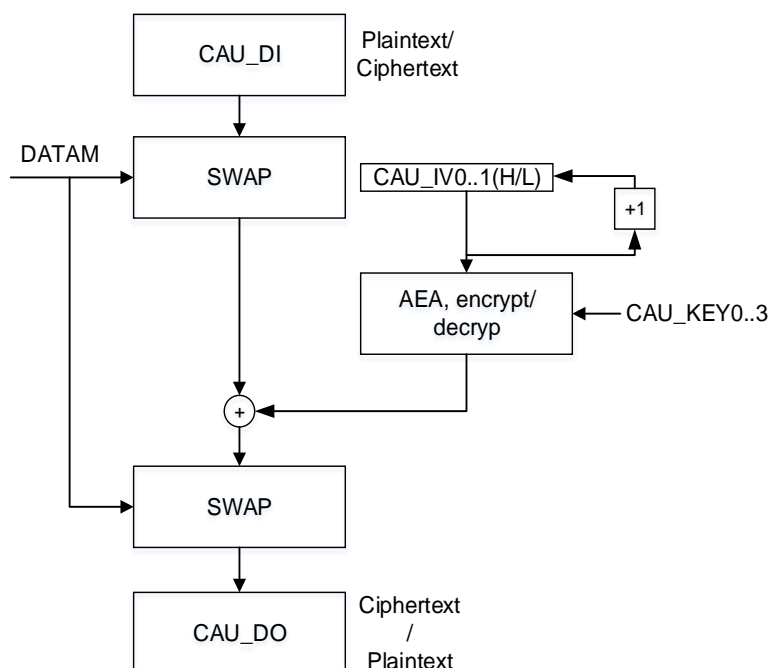 CAU_DI
Plaintext/
Ciphertext
DATAM
SWAP
CAU_IV0..1(H/L)
+1
AEA, encrypt/
decryp
CAU_KEY0..3
+
SWAP
CAU_DO
Ciphertext
/
Plaintext